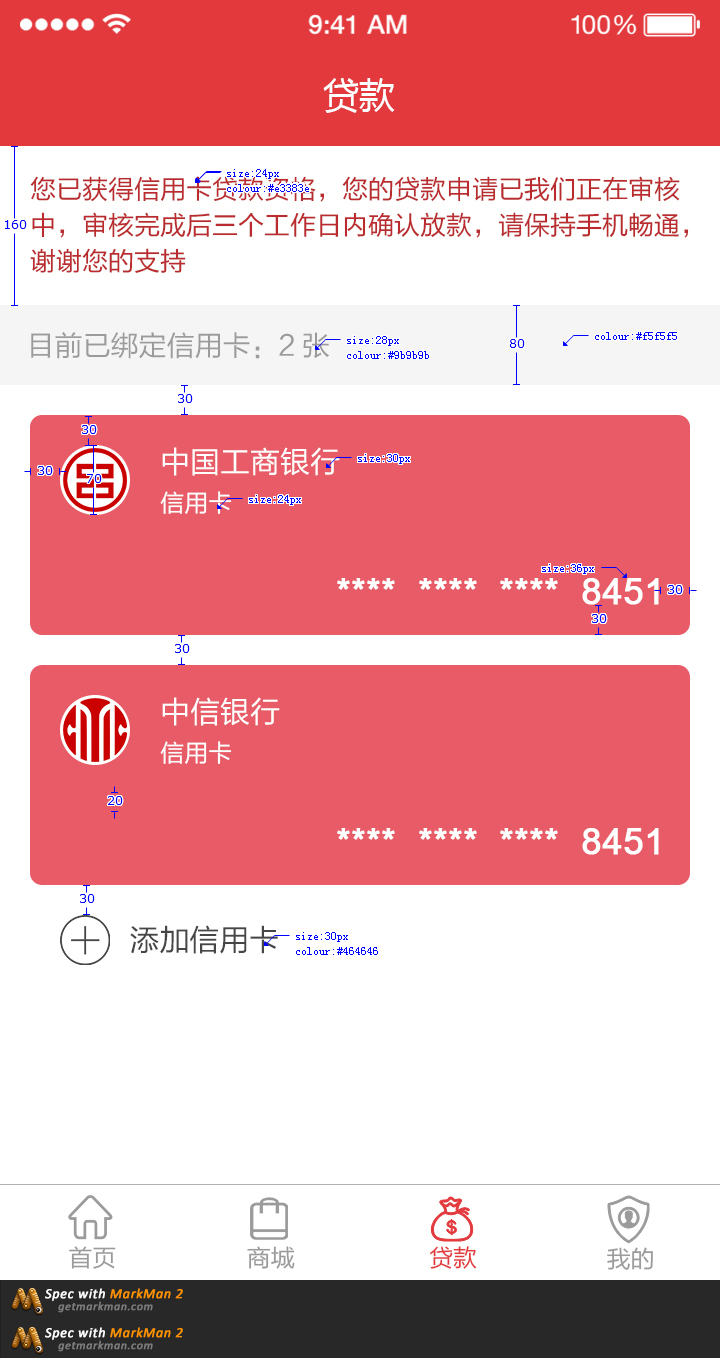 9:41 AM
100%
贷款
size:24px
colour:#e3383e
您已获得信用卡贷款资格，您的贷款申请已我们正在审核
中，审核完成后三个工作日内确认放款，请保持手机畅通，
谢谢您的支持
160
目前已绑定信用卡：2 张
size:28px
colour:#9b9b9b
80
colour:#f5f5f5
30
30
30
70
中国工商银行
size:30px
信用卡
size:24px
size:36px
**** **** **** 8451
30
30
30
中信银行
信用卡
20
**** **** **** 8451
30
添加信用卡
size:30px
colour:#464646
首页
商城
$
贷款
我的
Spec with MarkMan 2
getmarkman.com
Spec with MarkMan 2
getmarkman.com